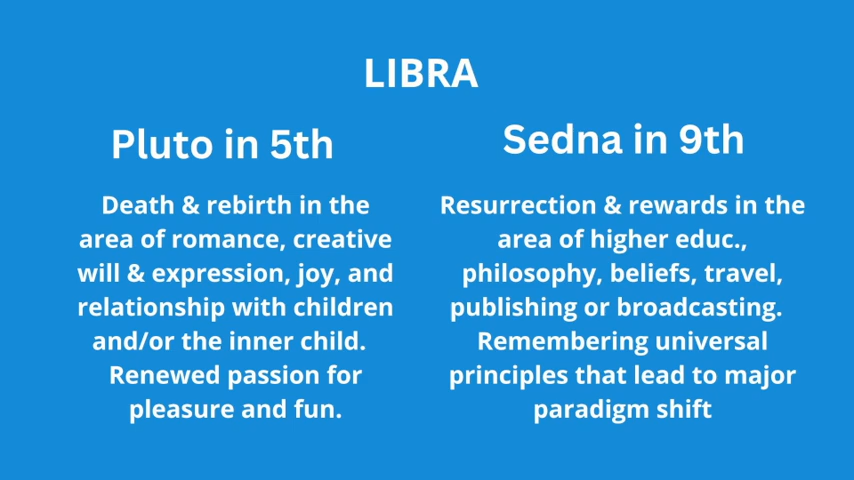 LIBRA
Pluto in 5th
Death & rebirth in the
area of romance, creative
will & expression, joy, and
relationship with children
and/or the inner child.
Renewed passion for
pleasure and fun.
Sedna in 9th
Resurrection & rewards in the
area of higher educ.,
philosophy, beliefs, travel,
publishing or broadcasting.
Remembering universal
principles that lead to major
paradigm shift